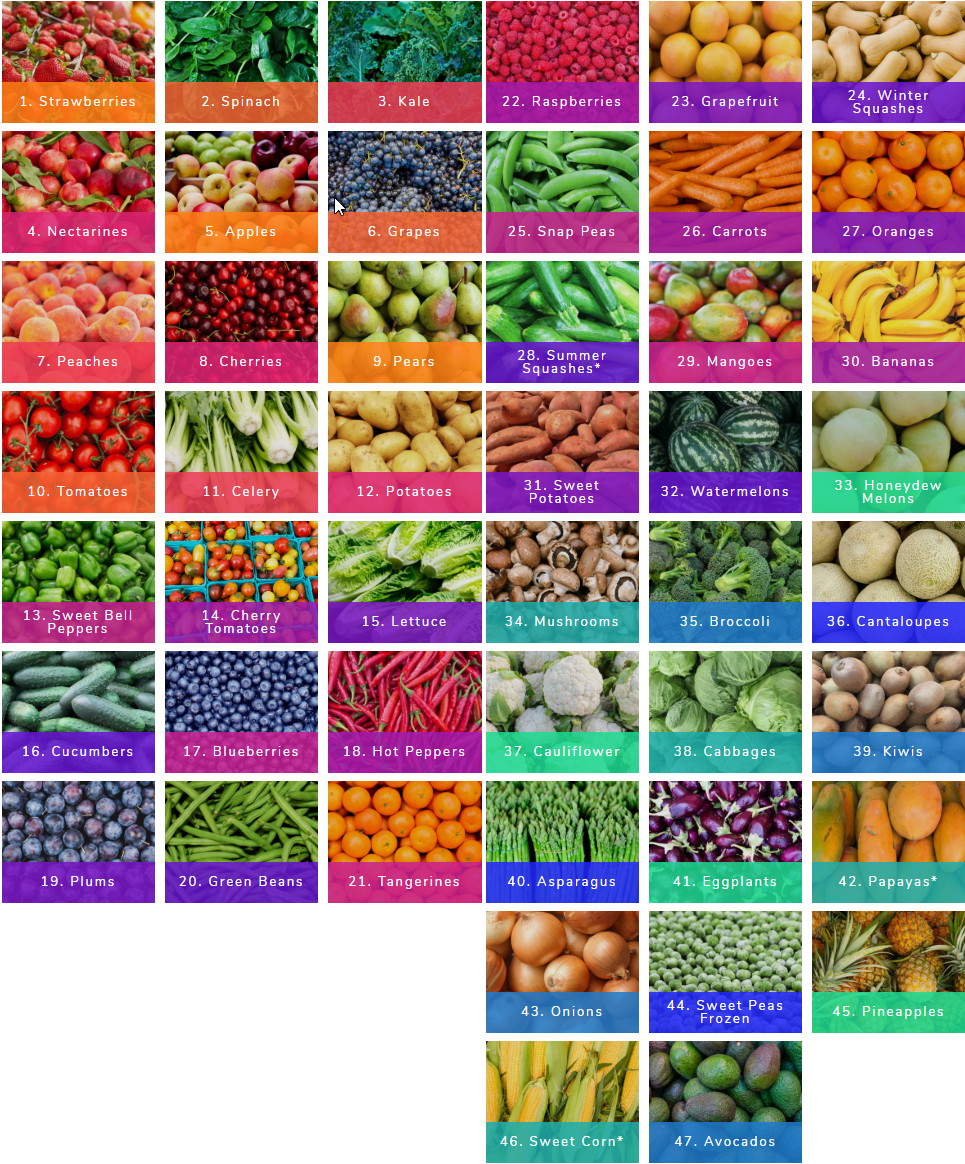 1. Strawberries
2. Spinach
3. Kale
22. Raspberries
23. Grapefruit
24. Winter
Squashes
4. Nectarines
5. Apples
6. Grapes
25. Snap Peas
26. Carrots
27. Oranges
7. Peaches
8. Cherries
9. Pears
28. Summer
Squashes*
29. Mangoes
30. Bananas
10. Tomatoes
11. Celery
12. Potatoes
31. Sweet
Potatoes
32. Watermelons
33. Honeydew
Melons
13. Sweet Bell
Peppers
14. Cherry
Tomatoes
15. Lettuce
34. Mushrooms
35. Broccoli
36. Cantaloupes
16. Cucumbers
17. Blueberries
18. Hot Peppers
37. Cauliflower
38. Cabbages
39. Kiwis
19. Plums
20. Green Beans
21. Tangerines
40. Asparagus
41. Eggplants
42. Papayas*
43. Onions
44. Sweet Peas
Frozen
45. Pineapples
46. Sweet Corn*
47. Avocados